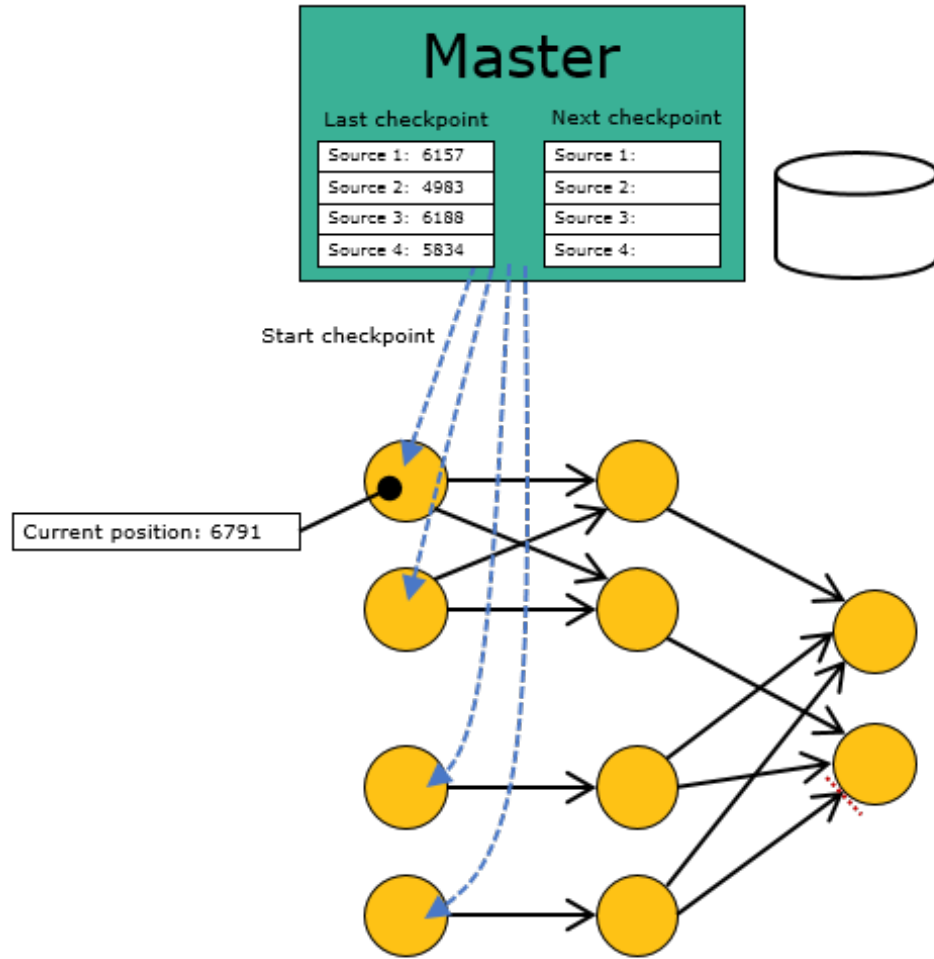 Master
Last checkpoint
Source 1: 6157
Source 2: 4983
Source 3: 6188
Source 4: 5834
Next checkpoint
Source 1:
Source 2:
Source 3:
Source 4:
Start checkpoint
Current position: 6791